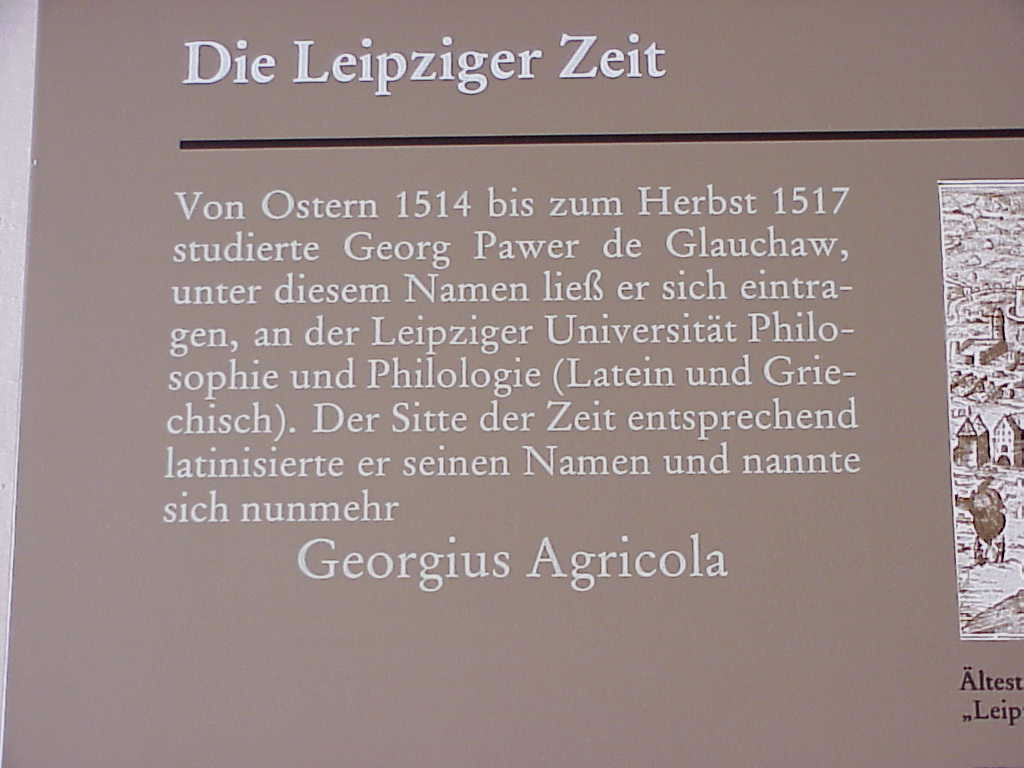 Die Leipziger Zeit
Von Ostern 1514 bis zum Herbst 1517
studierte Georg Pawer de Glauchaw,
unter diesem Namen ließ er sich eintra-
gen, an der Leipziger Universität Philo-
sophie und Philologie (Latein und Grie-
chisch). Der Sitte der Zeit entsprechend
latinisierte er seinen Namen und nannte
sich nunmehr
Georgius Agricola
Ältest
„Leip